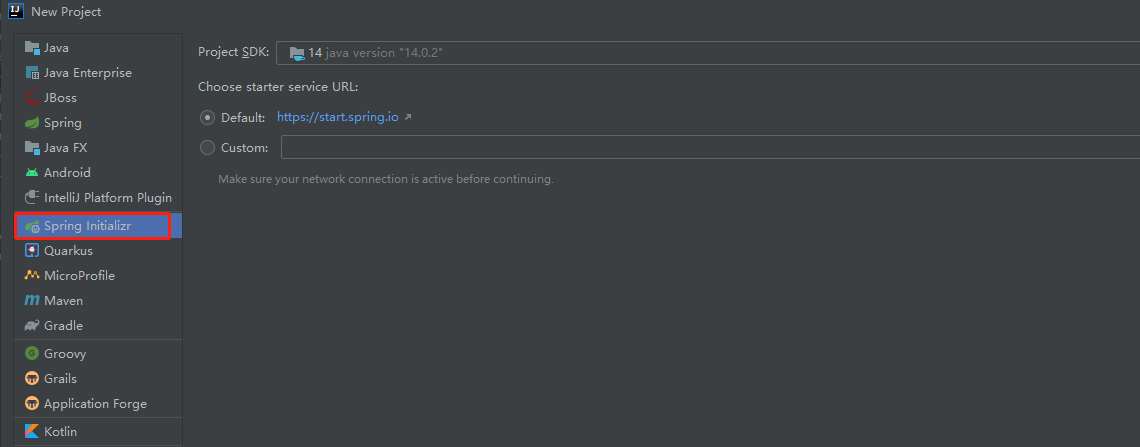 New Project
Java
Java Enterprise
JBoss
Spring
Java FX
Android
IntelliJ Platform Plugin
Spring Initializr
Quarkus
MicroProfile
Maven
Gradle
Groovy
Grails
Application Forge
Kotlin
Project SDK: 14 java version "14.0.2"
Choose starter service URL:
Default: https://start.spring.io
Custom:
Make sure your network connection is active before continuing.